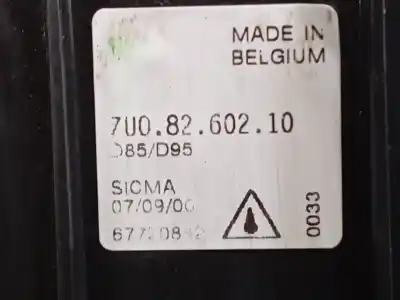 MADE IN
BELGIUM
7U0.82.602.10
D85/D95
SICMA
07/09/00
0033